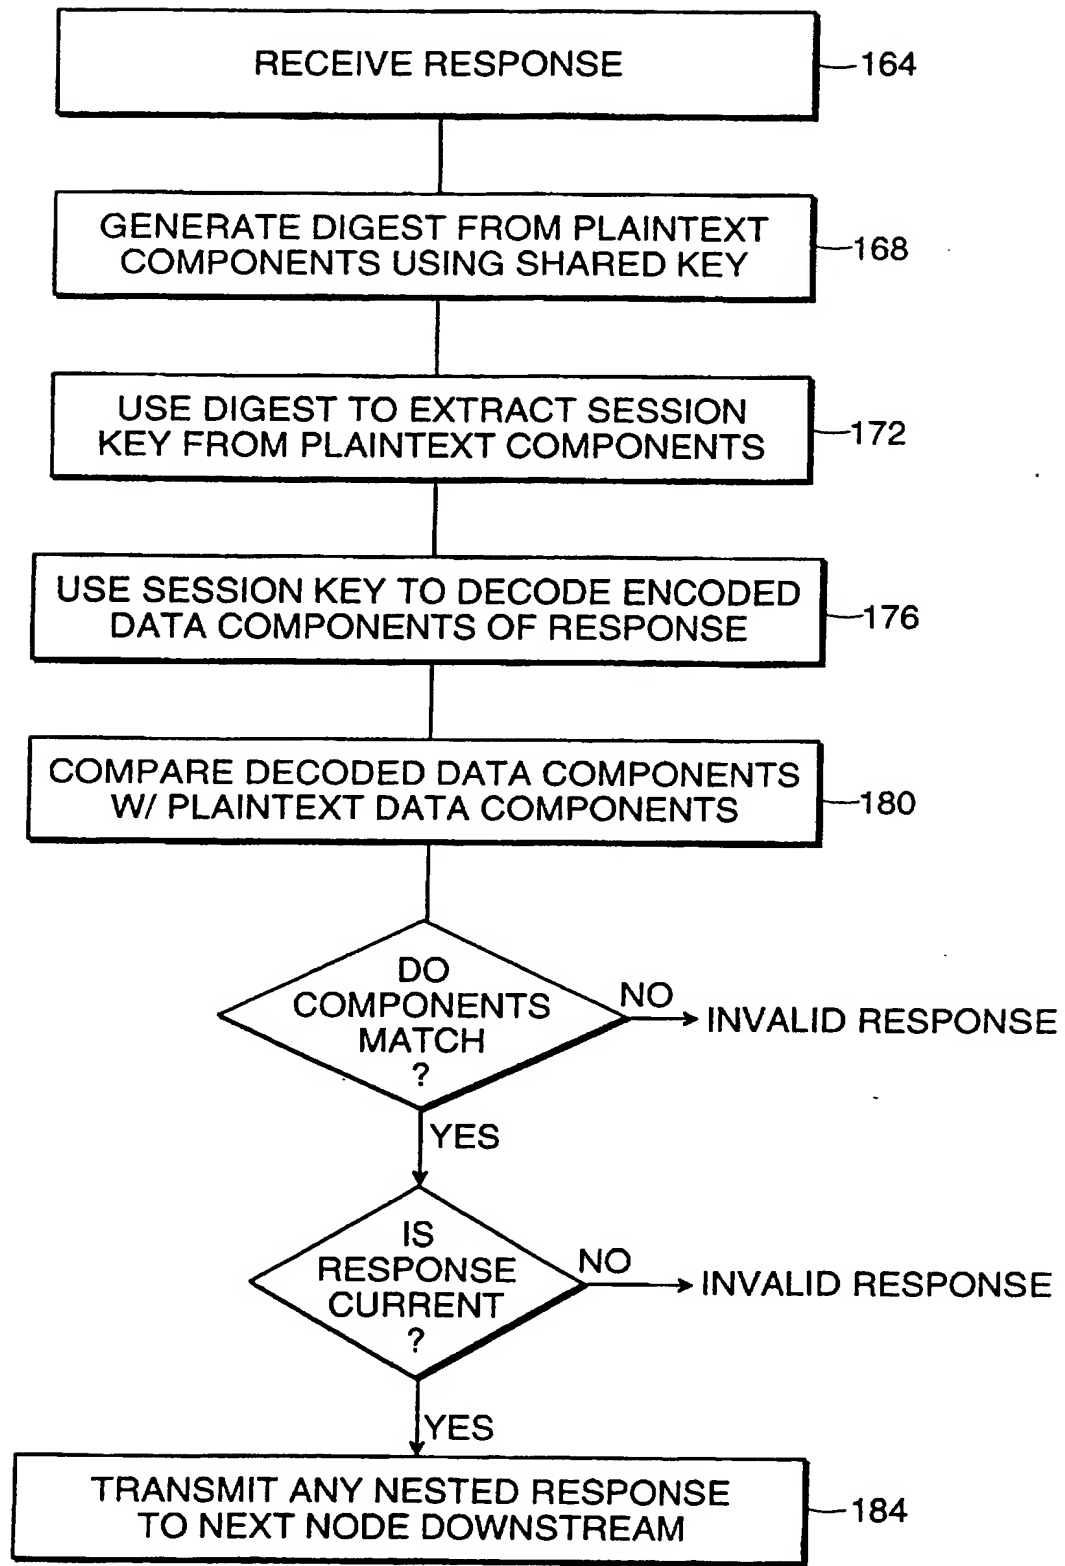 RECEIVE RESPONSE
164
GENERATE DIGEST FROM PLAINTEXT
COMPONENTS USING SHARED KEY
168
USE DIGEST TO EXTRACT SESSION
KEY FROM PLAINTEXT COMPONENTS
172
USE SESSION KEY TO DECODE ENCODED
DATA COMPONENTS OF RESPONSE
176
COMPARE DECODED DATA COMPONENTS
W/ PLAINTEXT DATA COMPONENTS
180
DO
COMPONENTS
MATCH
?
NO
INVALID RESPONSE
YES
IS
RESPONSE
CURRENT
?
NO
INVALID RESPONSE
YES
TRANSMIT ANY NESTED RESPONSE
TO NEXT NODE DOWNSTREAM
184